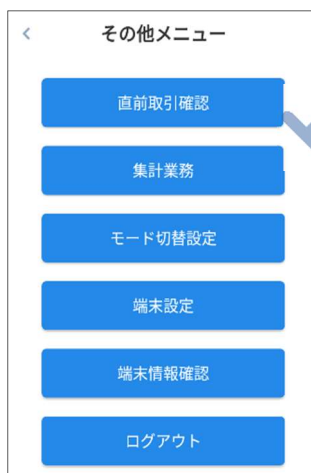 その他メニュー
直前取引確認
集計業務
モード切替設定
端末設定
端末情報確認
ログアウト